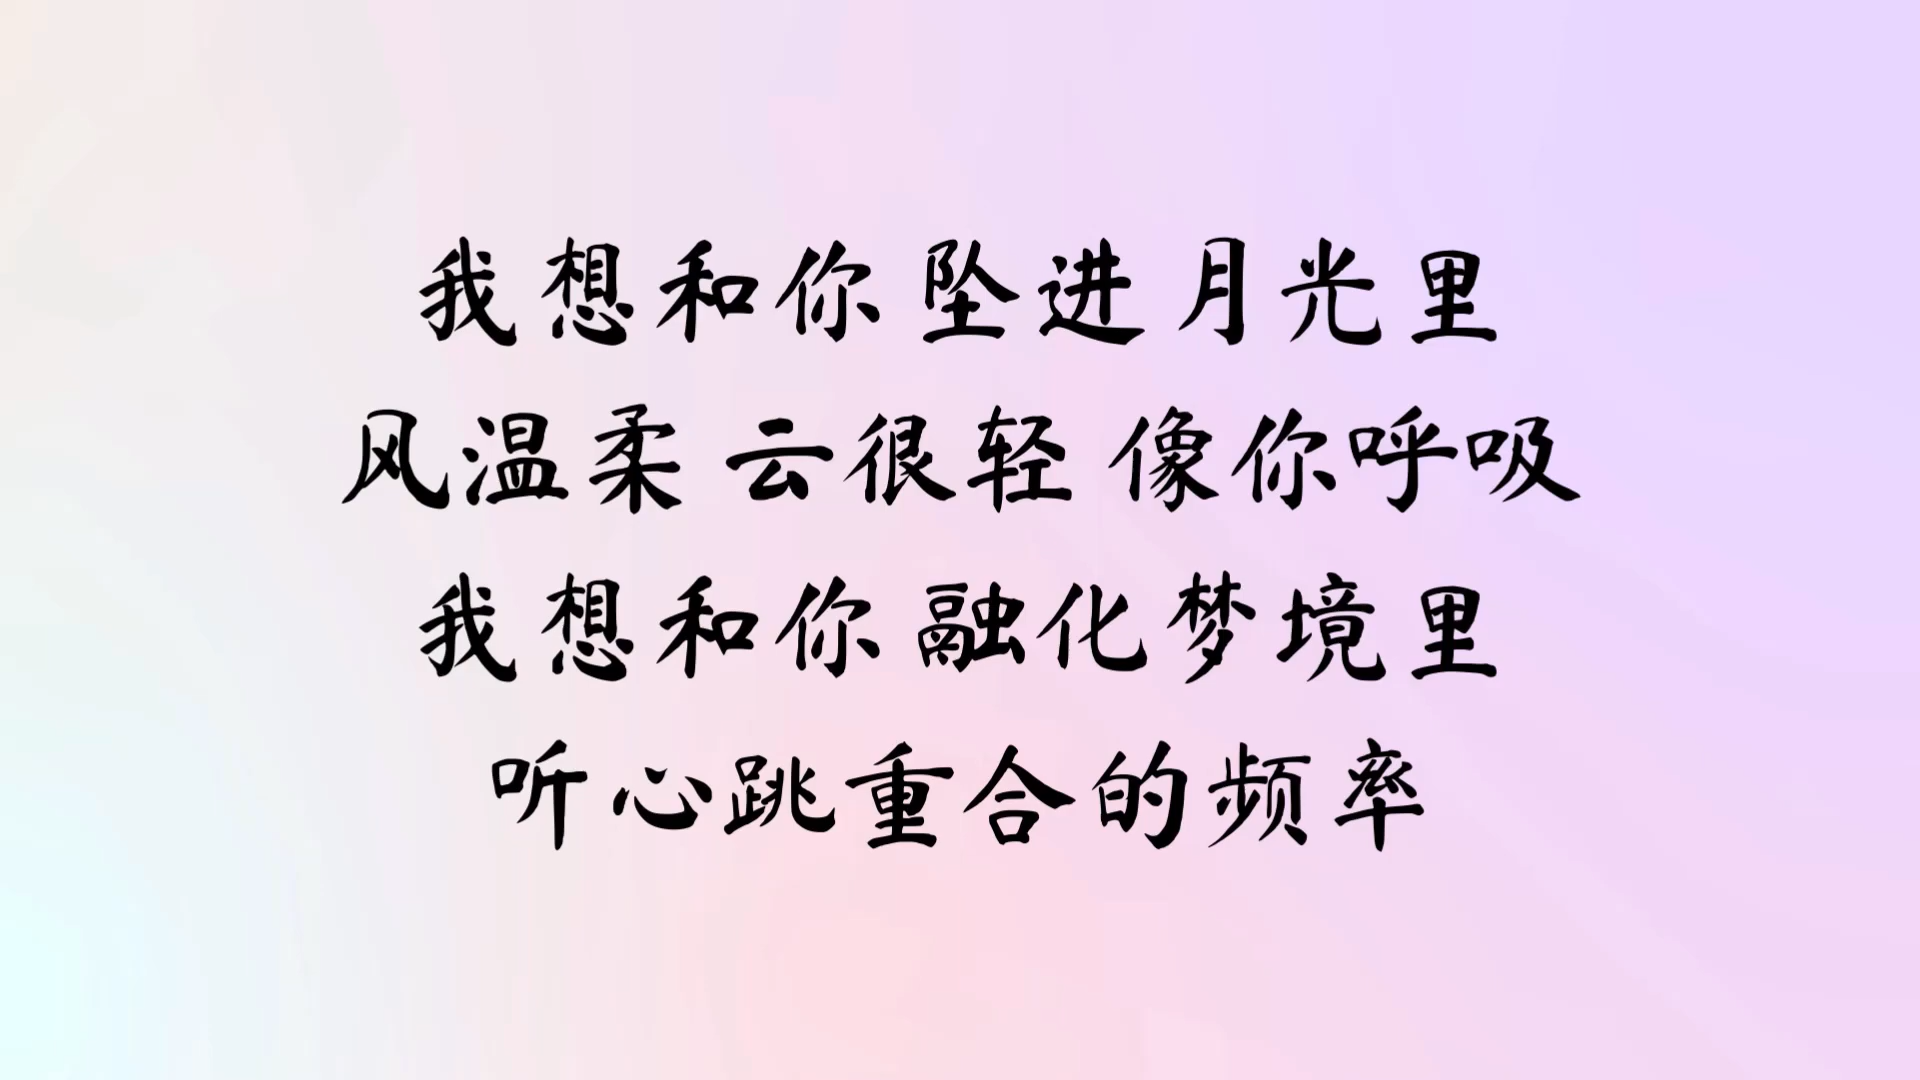 我想和你 坠进月光里
风温柔 云很轻 像你呼吸
我想和你 融化梦境里
听心跳重合的频率